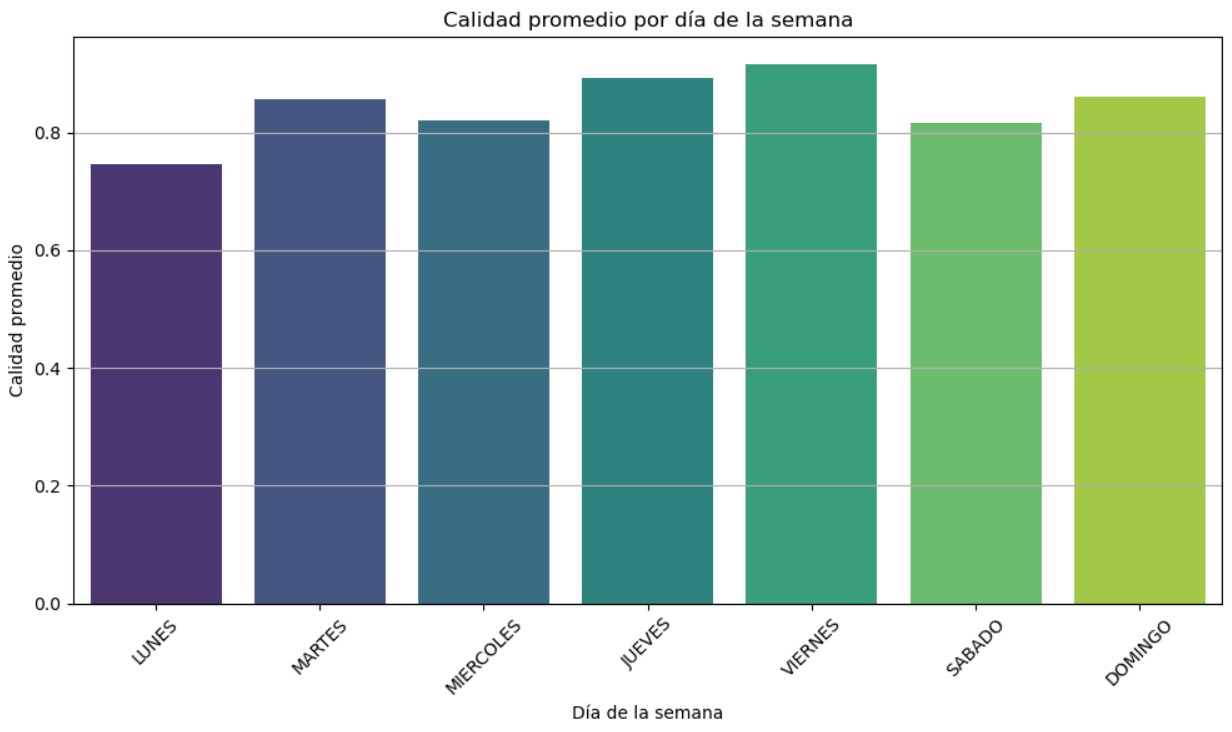 Calidad promedio por día de la semana
Calidad promedio
0.8
0.6
0.4
0.2
0.0
LUNES
MARTES
MIERCOLES
JUEVES
VIERNES
SABADO
DOMINGO
Día de la semana